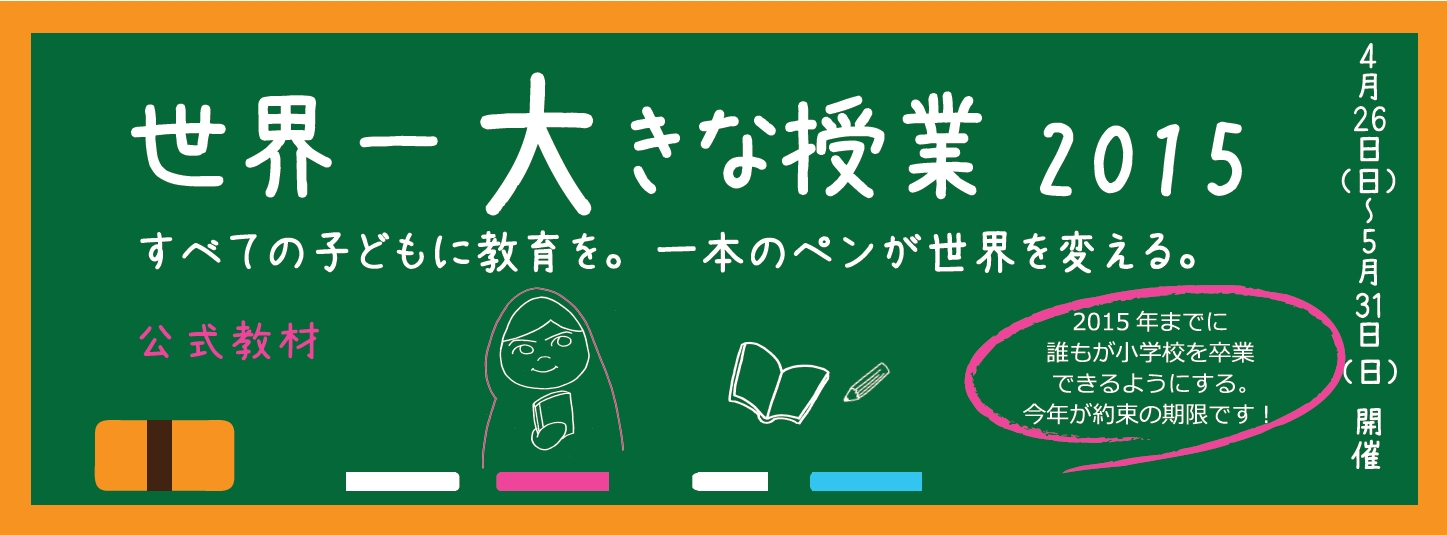 世界一大きな授業 2015
すべての子どもに教育を。一本のペンが世界を変える。
公式教材
2015年までに
誰もが小学校を卒業
できるようにする。
今年が約束の期限です！
4月26日(日)～5月31日(日) 開催